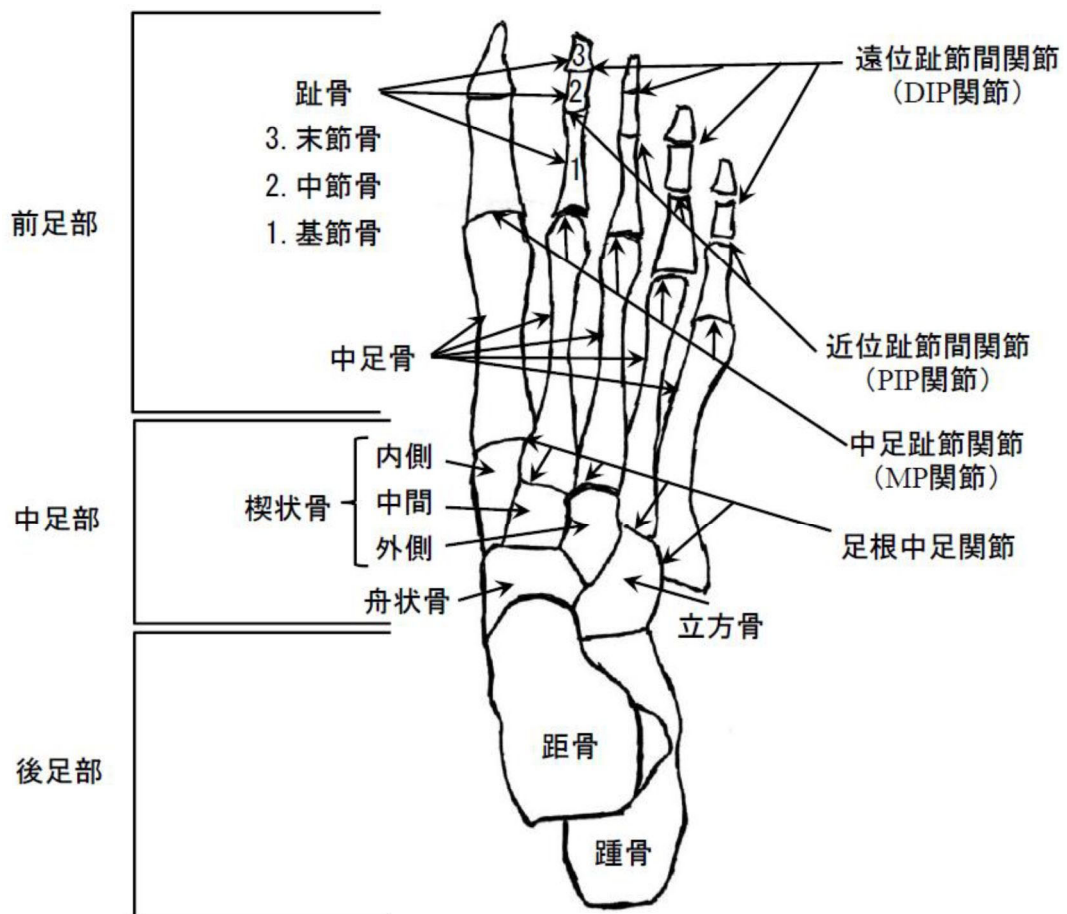 趾骨
3. 末節骨
2. 中節骨
1. 基節骨
3
2
1
遠位趾節間関節
(DIP関節)
前足部
中足骨
近位趾節間関節
(PIP関節)
中足趾節関節
(MP関節)
中足部
楔状骨
内側
中間
外側
舟状骨
足根中足関節
立方骨
後足部
距骨
踵骨